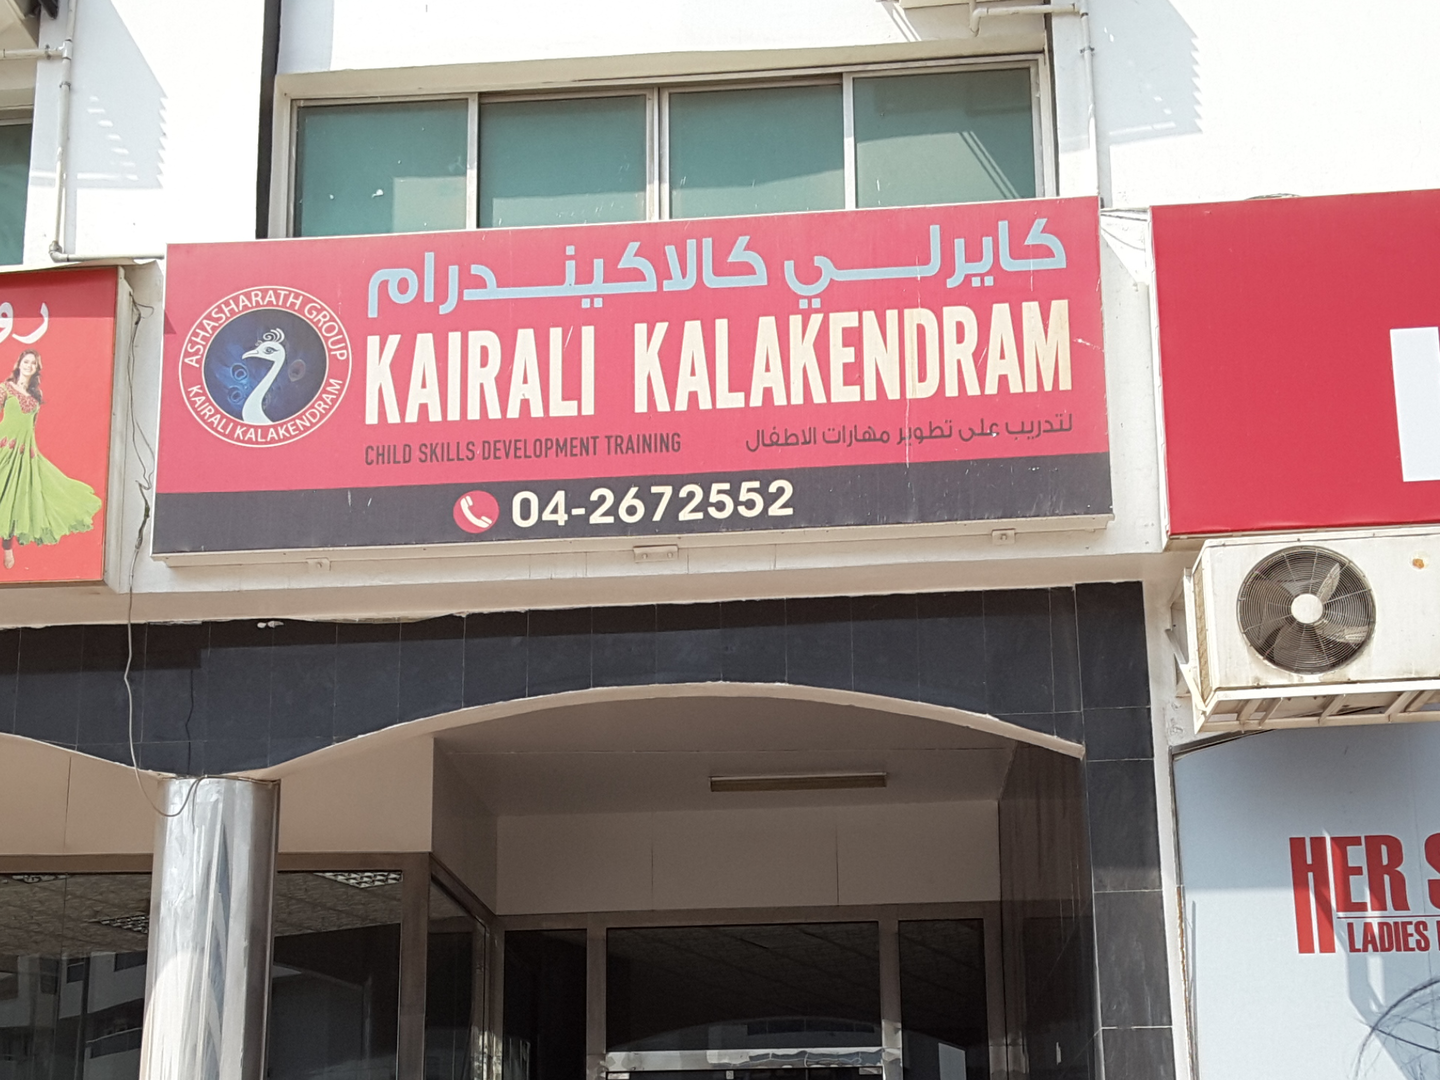 كايرلي كالاكيندرام
ASHASHARATH GROUP
KAIRALI KALAKENDRAM
KAIRALI KALAKENDRAM
CHILD SKILLS DEVELOPMENT TRAINING
لتدريب على تطوير مهارات الاطفال
04-2672552
HER
LADIES